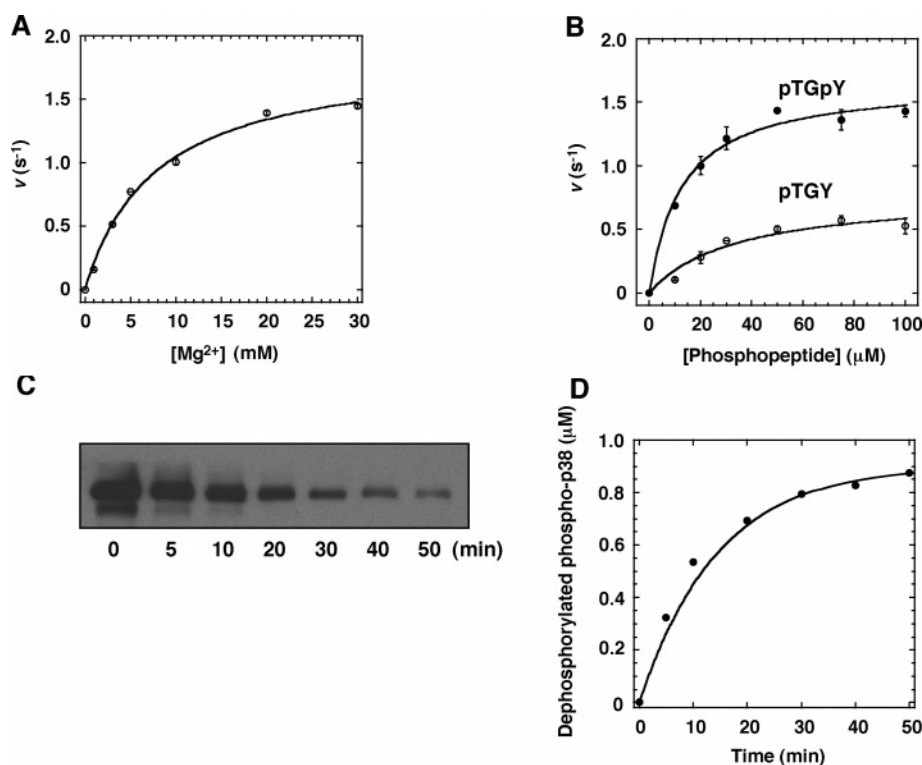 A
2.0
1.5
1.0
0.5
0
v (s⁻¹)
0 5 10 15 20 25 30
[Mg²⁺] (mM)
B
2.0
1.5
1.0
0.5
0
v (s⁻¹)
pTGpY
pTGY
0 20 40 60 80 100
[Phosphopeptide] (μM)
C
0 5 10 20 30 40 50 (min)
D
1.0
0.8
0.6
0.4
0.2
0
Dephosphorylated phospho-p38 (μM)
0 10 20 30 40 50
Time (min)